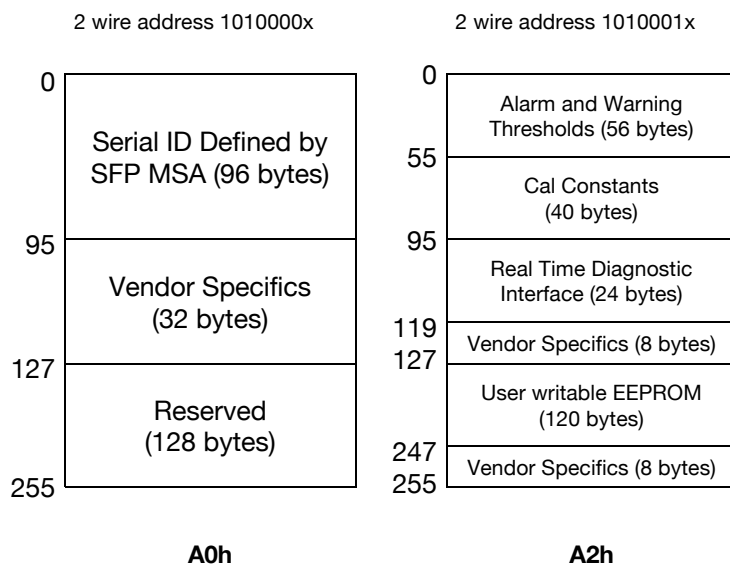 2 wire address 1010000x
0
Serial ID Defined by
SFP MSA (96 bytes)
95
Vendor Specifics
(32 bytes)
127
Reserved
(128 bytes)
255
A0h
2 wire address 1010001x
0
Alarm and Warning
Thresholds (56 bytes)
55
Cal Constants
(40 bytes)
95
Real Time Diagnostic
Interface (24 bytes)
119
Vendor Specifics (8 bytes)
127
User writable EEPROM
(120 bytes)
247
Vendor Specifics (8 bytes)
255
A2h